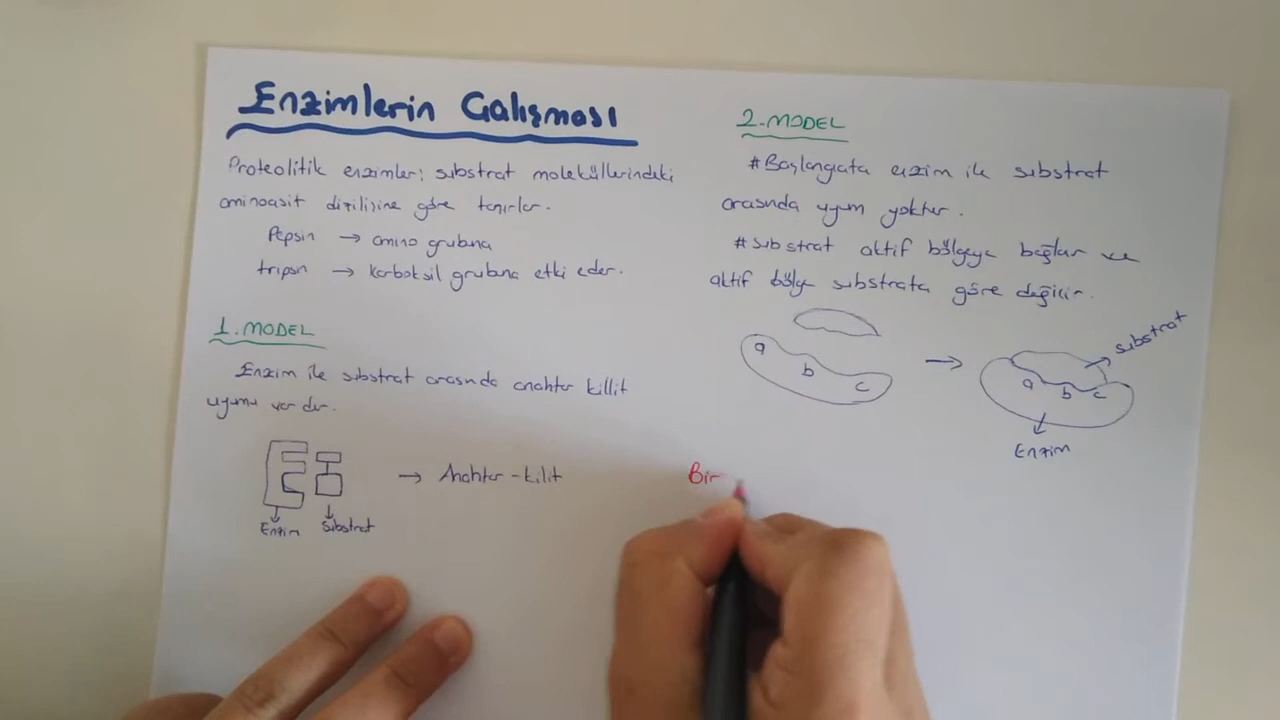 Enzimlerin Çalışması
Proteolitik enzimler; substrat moleküllerindeki
aminoasit dizilişine göre tanırlar.
Pepsin → amino grubuna
tripsin → karboksil grubuna etki eder.
1. MODEL
Enzim ile substrat arasında anahtar killit
uyumu vardır.
→ Anahtar - kilit
Enzim
Substrat
2. MODEL
#Başlangıçta enzim ile substrat
arasında uyum yoktur.
#Substrat aktif bölgeye bağlar ve
aktif bölge substrata göre değişir.
a
b
c
→
a
b
c
Substrat
Enzim
Bir